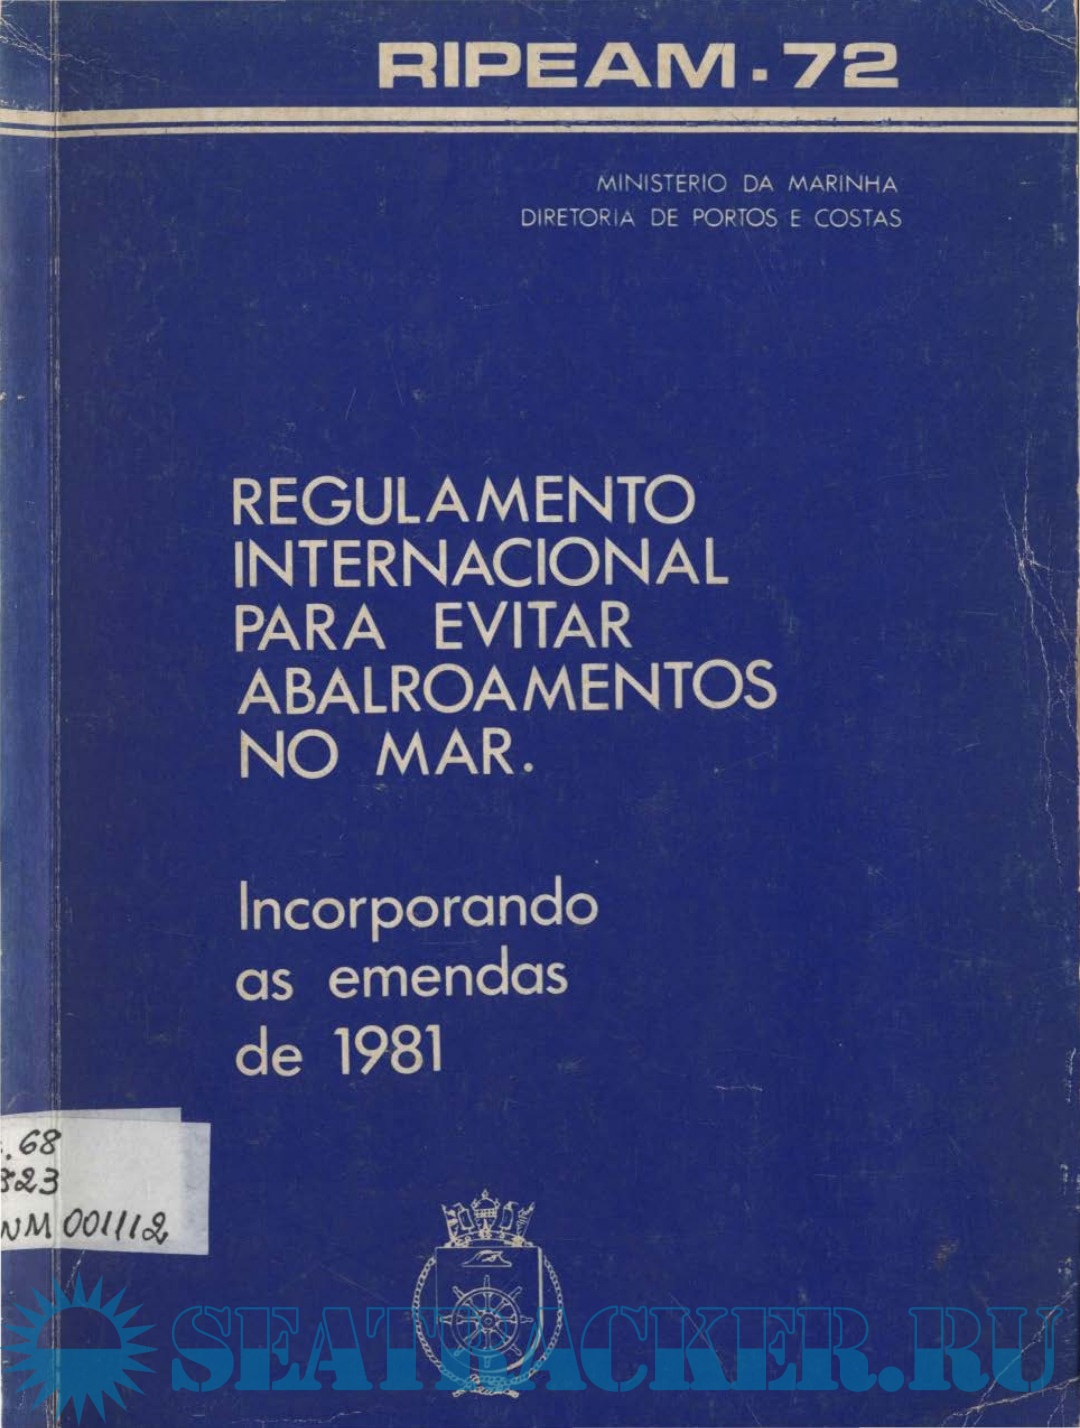 RIPEAM.72
MINISTERIO DA MARINHA
DIRETORIA DE PORTOS E COSTAS
REGULAMENTO
INTERNACIONAL
PARA EVITAR
ABALROAMENTOS
NO MAR.
Incorporando
as emendas
de 1981
.68
323
NM 001112
SEATRACKER.RU